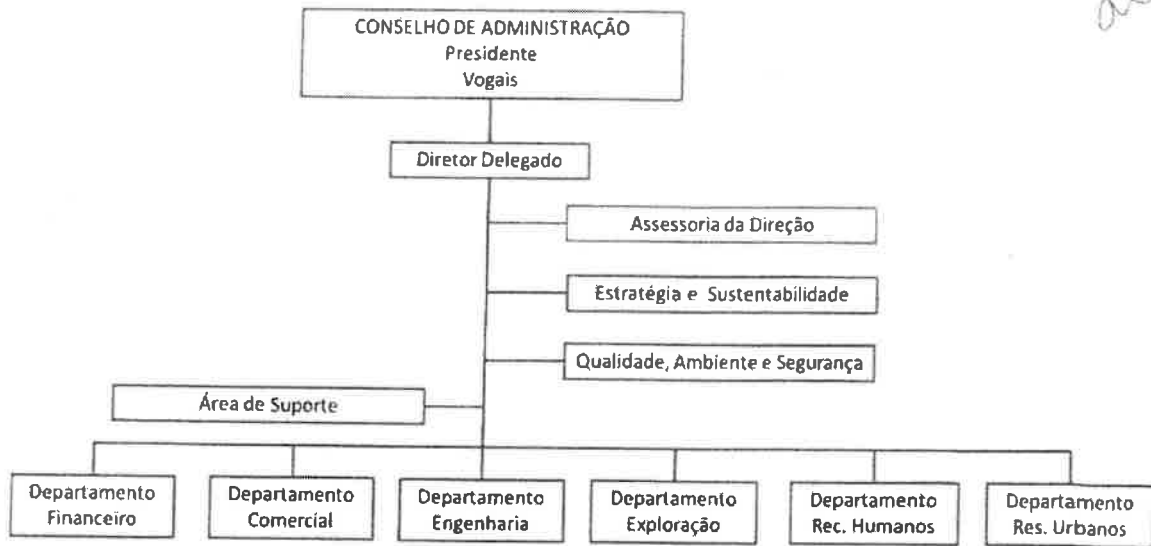 CONSELHO DE ADMINISTRAÇÃO
Presidente
Vogais
Diretor Delegado
Assessoria da Direção
Estratégia e Sustentabilidade
Qualidade, Ambiente e Segurança
Área de Suporte
Departamento
Financeiro
Departamento
Comercial
Departamento
Engenharia
Departamento
Exploração
Departamento
Rec. Humanos
Departamento
Res. Urbanos